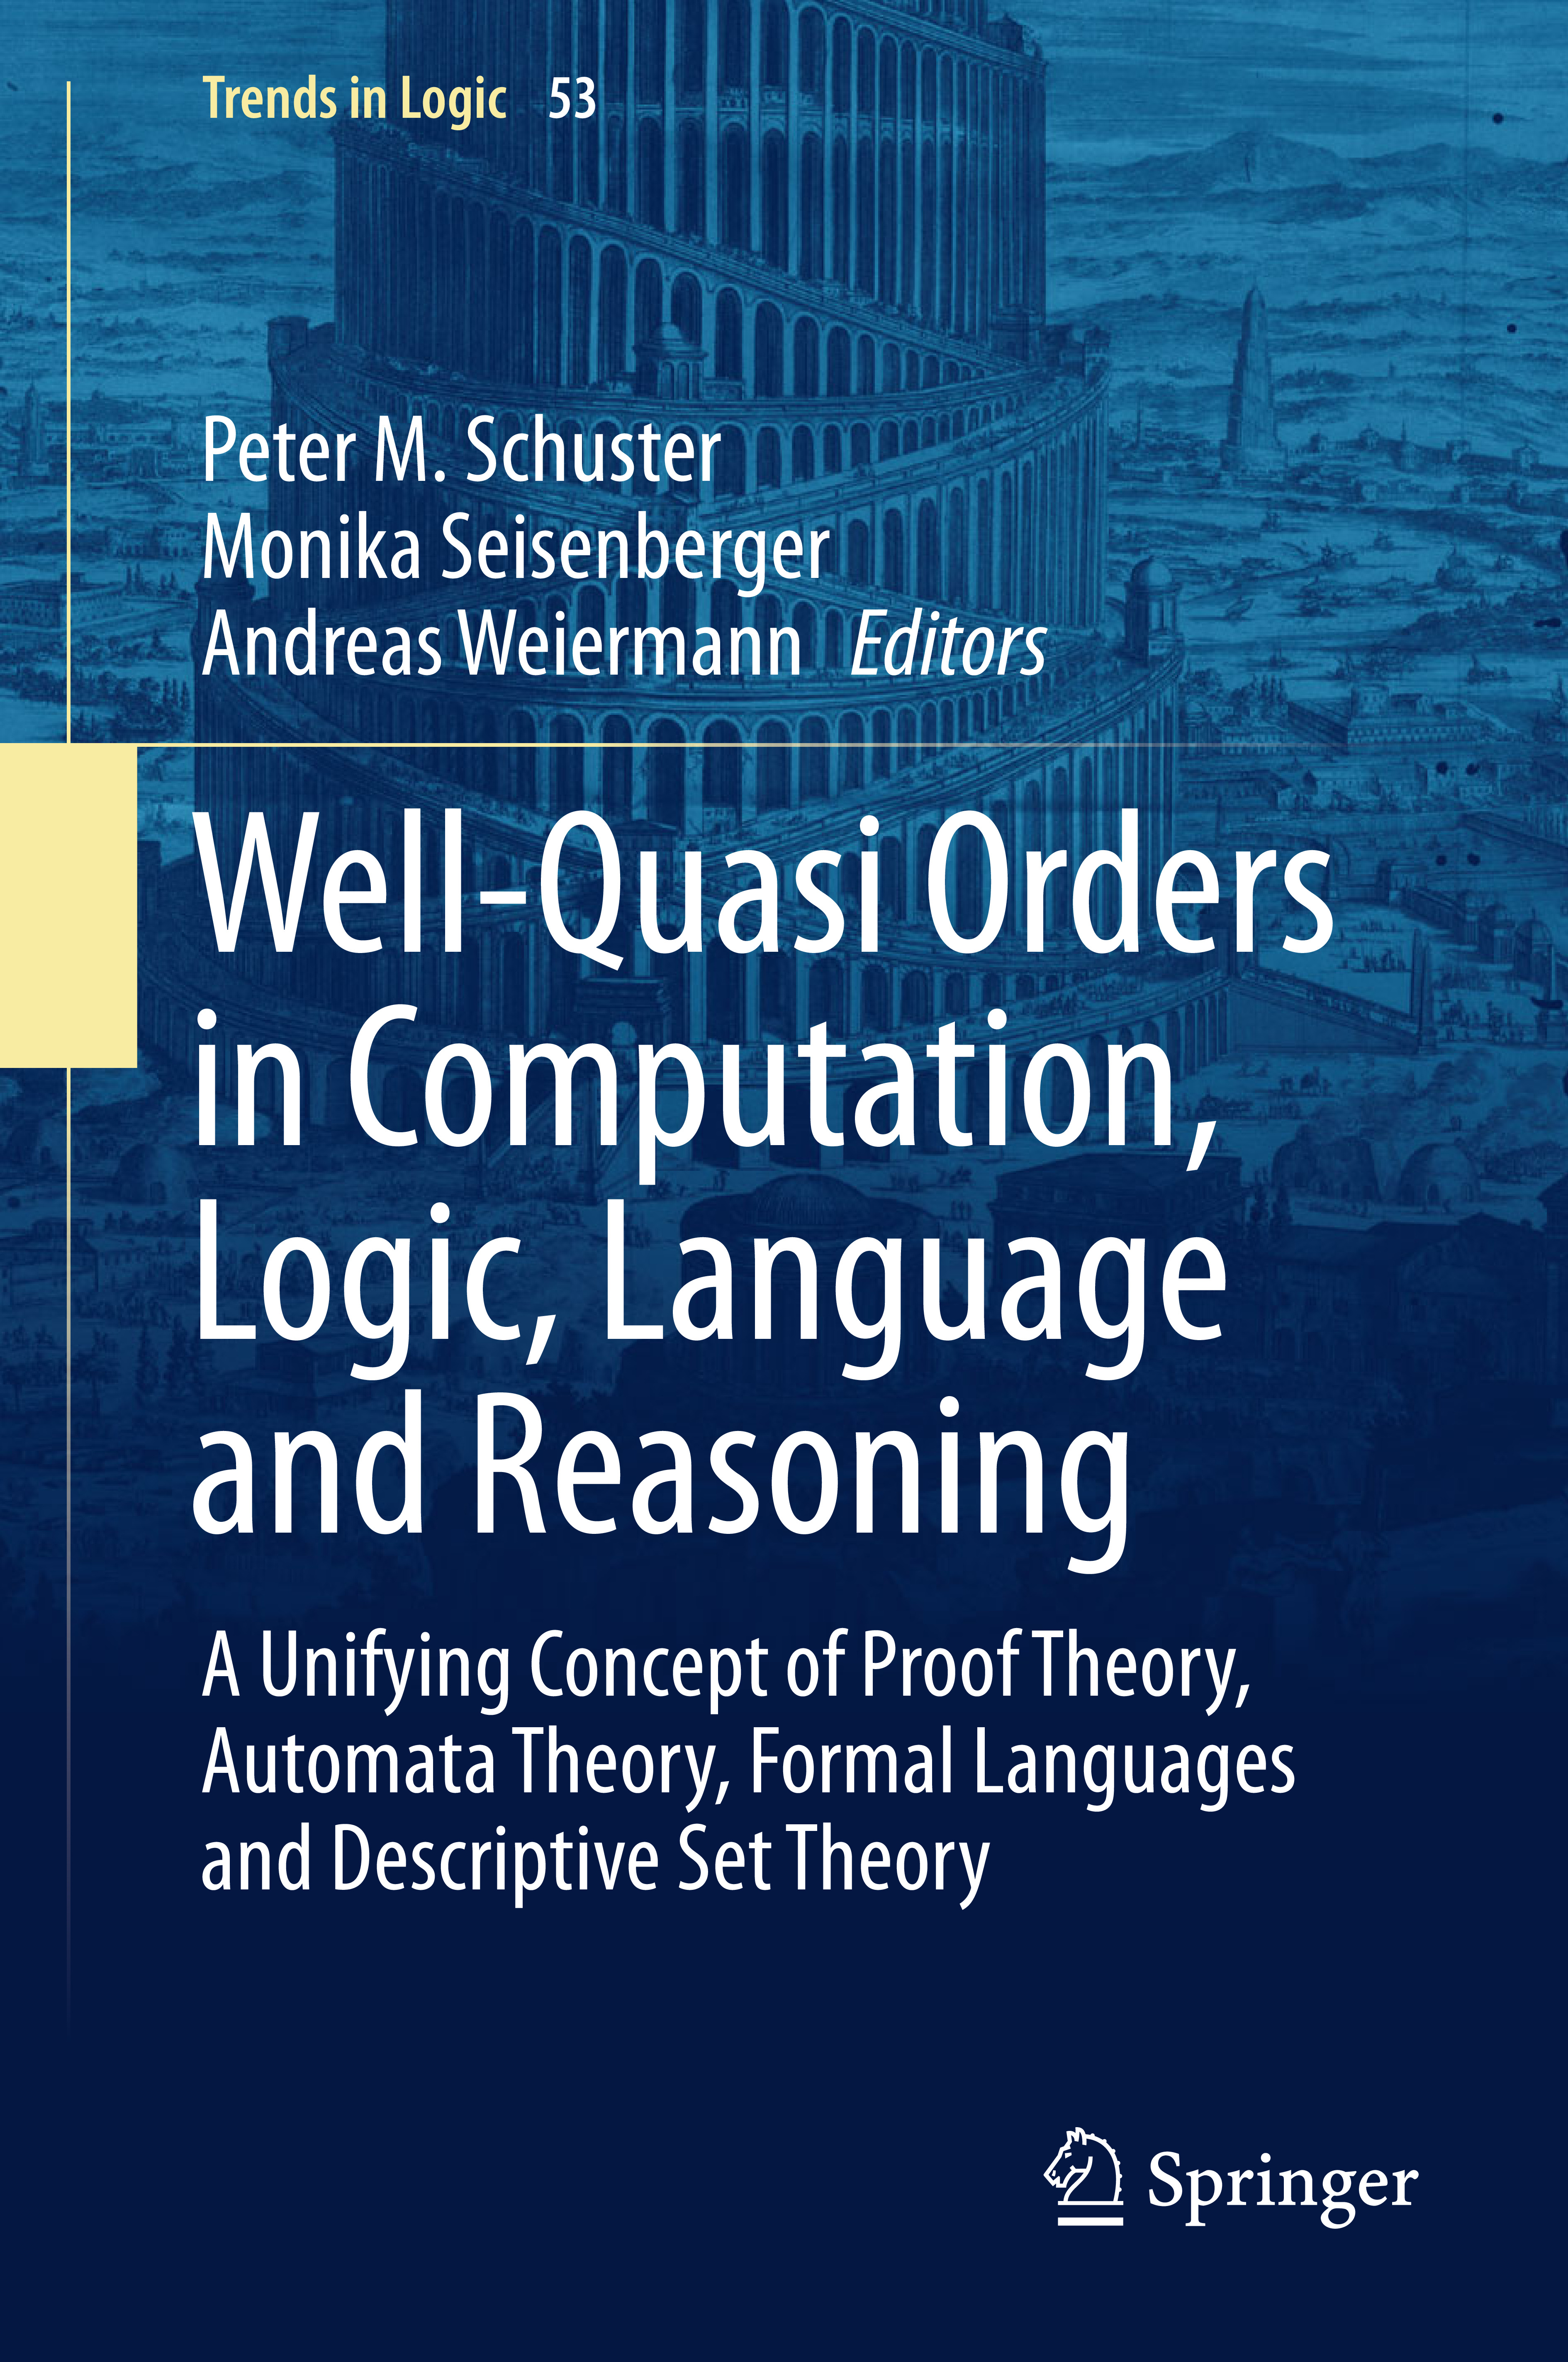 Trends in Logic 53
Peter M. Schuster
Monika Seisenberger
Andreas Weiermann Editors
Well-Quasi Orders
in Computation,
Logic, Language
and Reasoning
A Unifying Concept of Proof Theory,
Automata Theory, Formal Languages
and Descriptive Set Theory
Springer